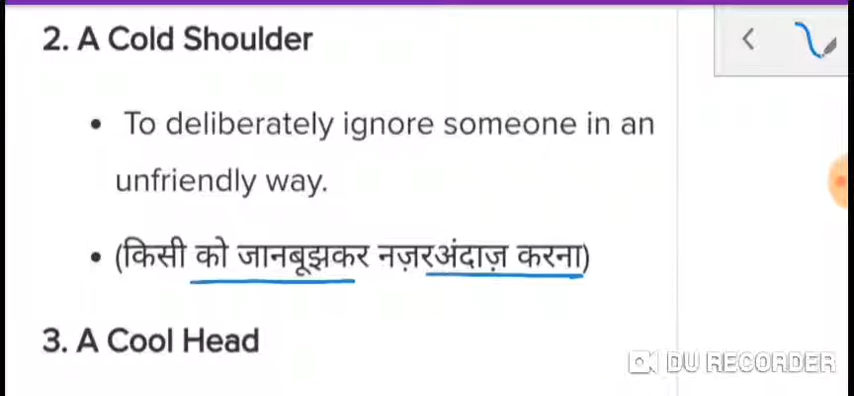 2. A Cold Shoulder
• To deliberately ignore someone in an
unfriendly way.
• (किसी को जानबूझकर नज़रअंदाज़ करना)
3. A Cool Head
DU RECORDER